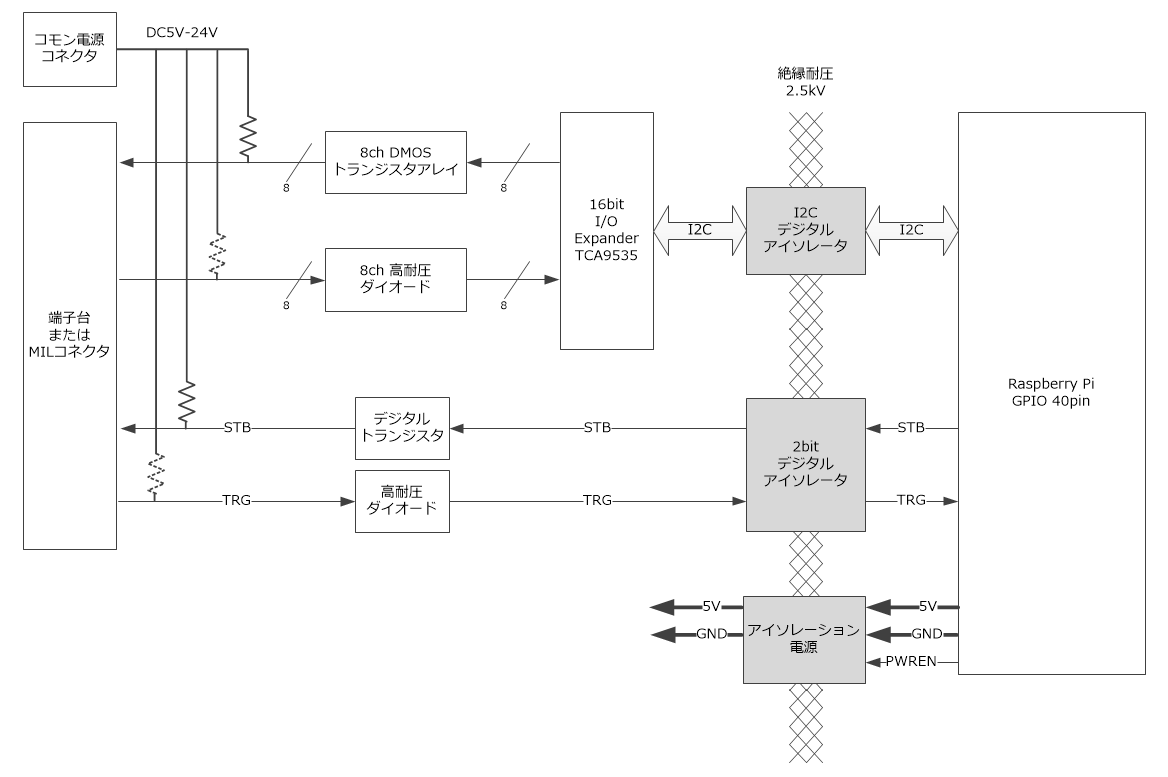 コモン電源
コネクタ
DC5V-24V
絶縁耐圧
2.5kV
8ch DMOS
トランジスタアレイ
8
8
16bit
I/O
Expander
TCA9535
I2C
I2C
デジタル
アイソレータ
I2C
8ch 高耐圧
ダイオード
8
8
端子台
または
MILコネクタ
Raspberry Pi
GPIO 40pin
STB
デジタル
トランジスタ
STB
2bit
デジタル
アイソレータ
STB
TRG
高耐圧
ダイオード
TRG
TRG
5V
GND
アイソレーション
電源
5V
GND
PWREN